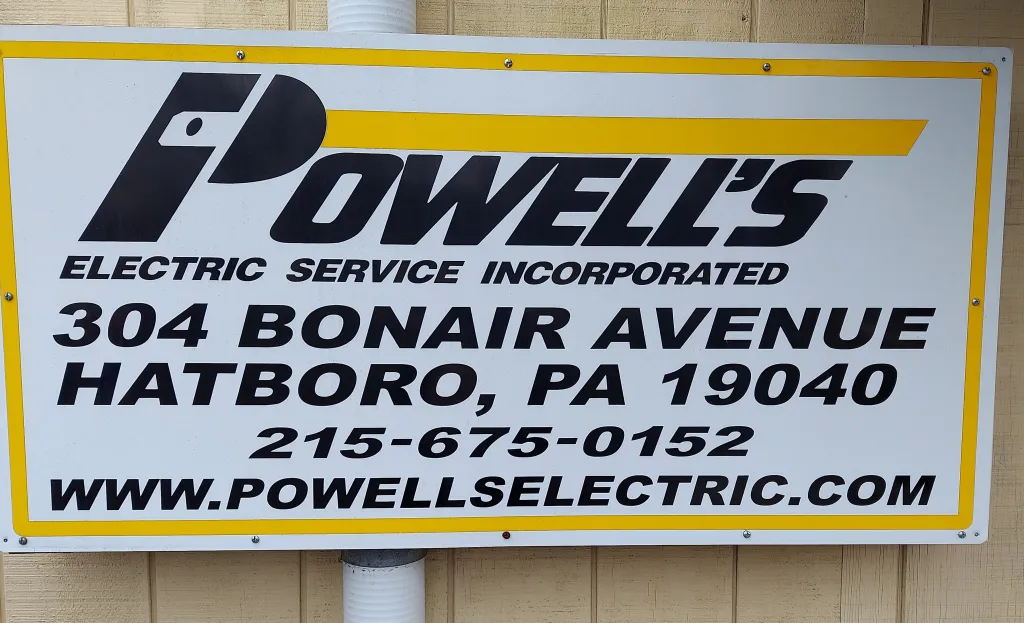 POWELL'S
ELECTRIC SERVICE INCORPORATED
304 BONAIR AVENUE
HATBORO, PA 19040
215-675-0152
WWW.POWELLSELECTRIC.COM